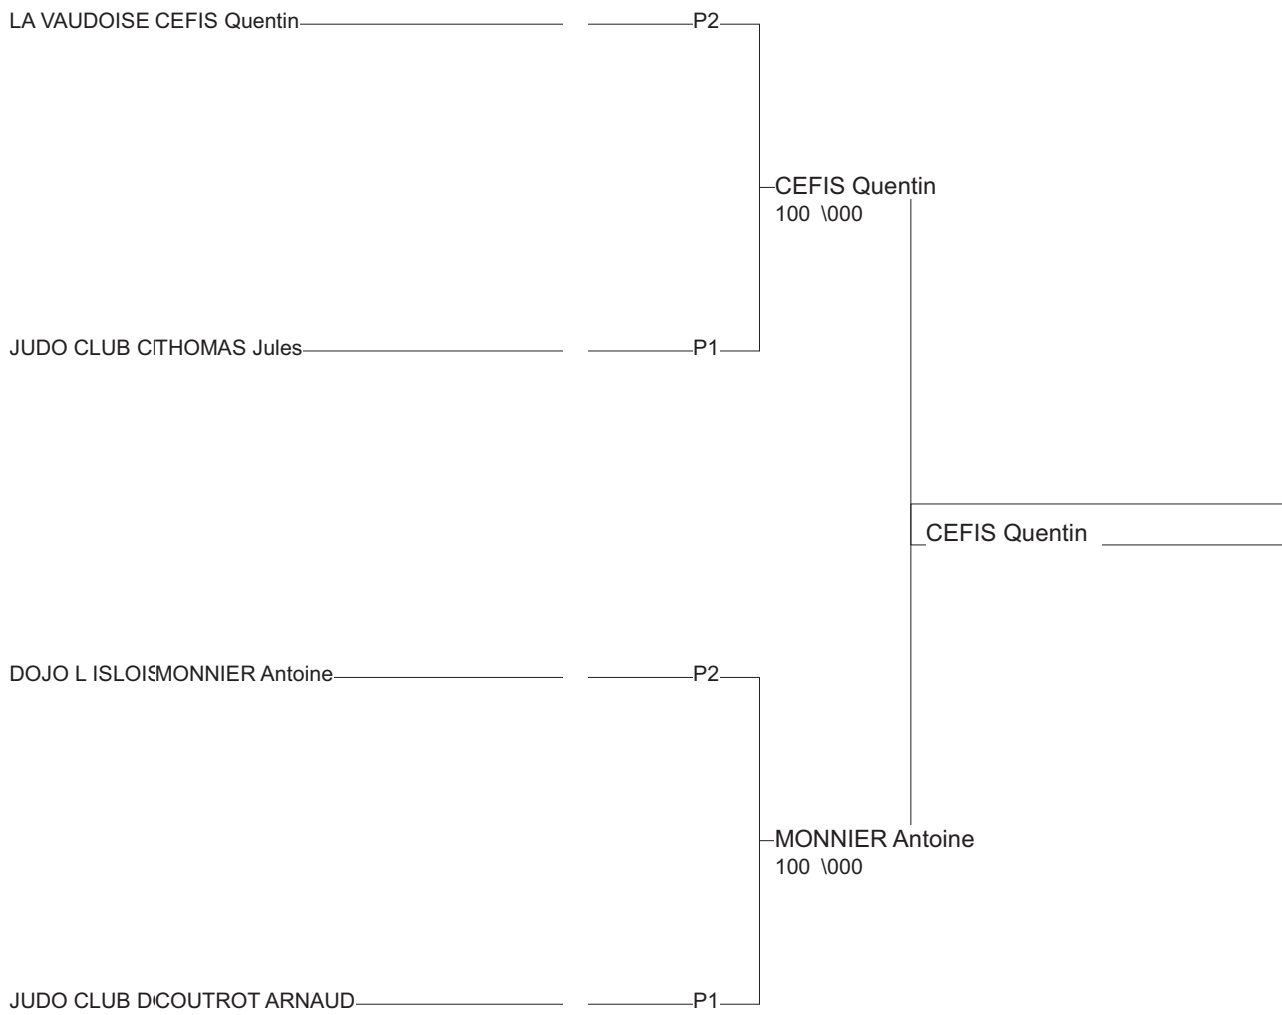 LA VAUDOISE CEFIS Quentin P2
CEFIS Quentin
100 \000
JUDO CLUB THOMAS Jules P1
CEFIS Quentin
DOJO L MONNIER Antoine P2
MONNIER Antoine
100 \000
JUDO CLUB COUTROT ARNAUD P1